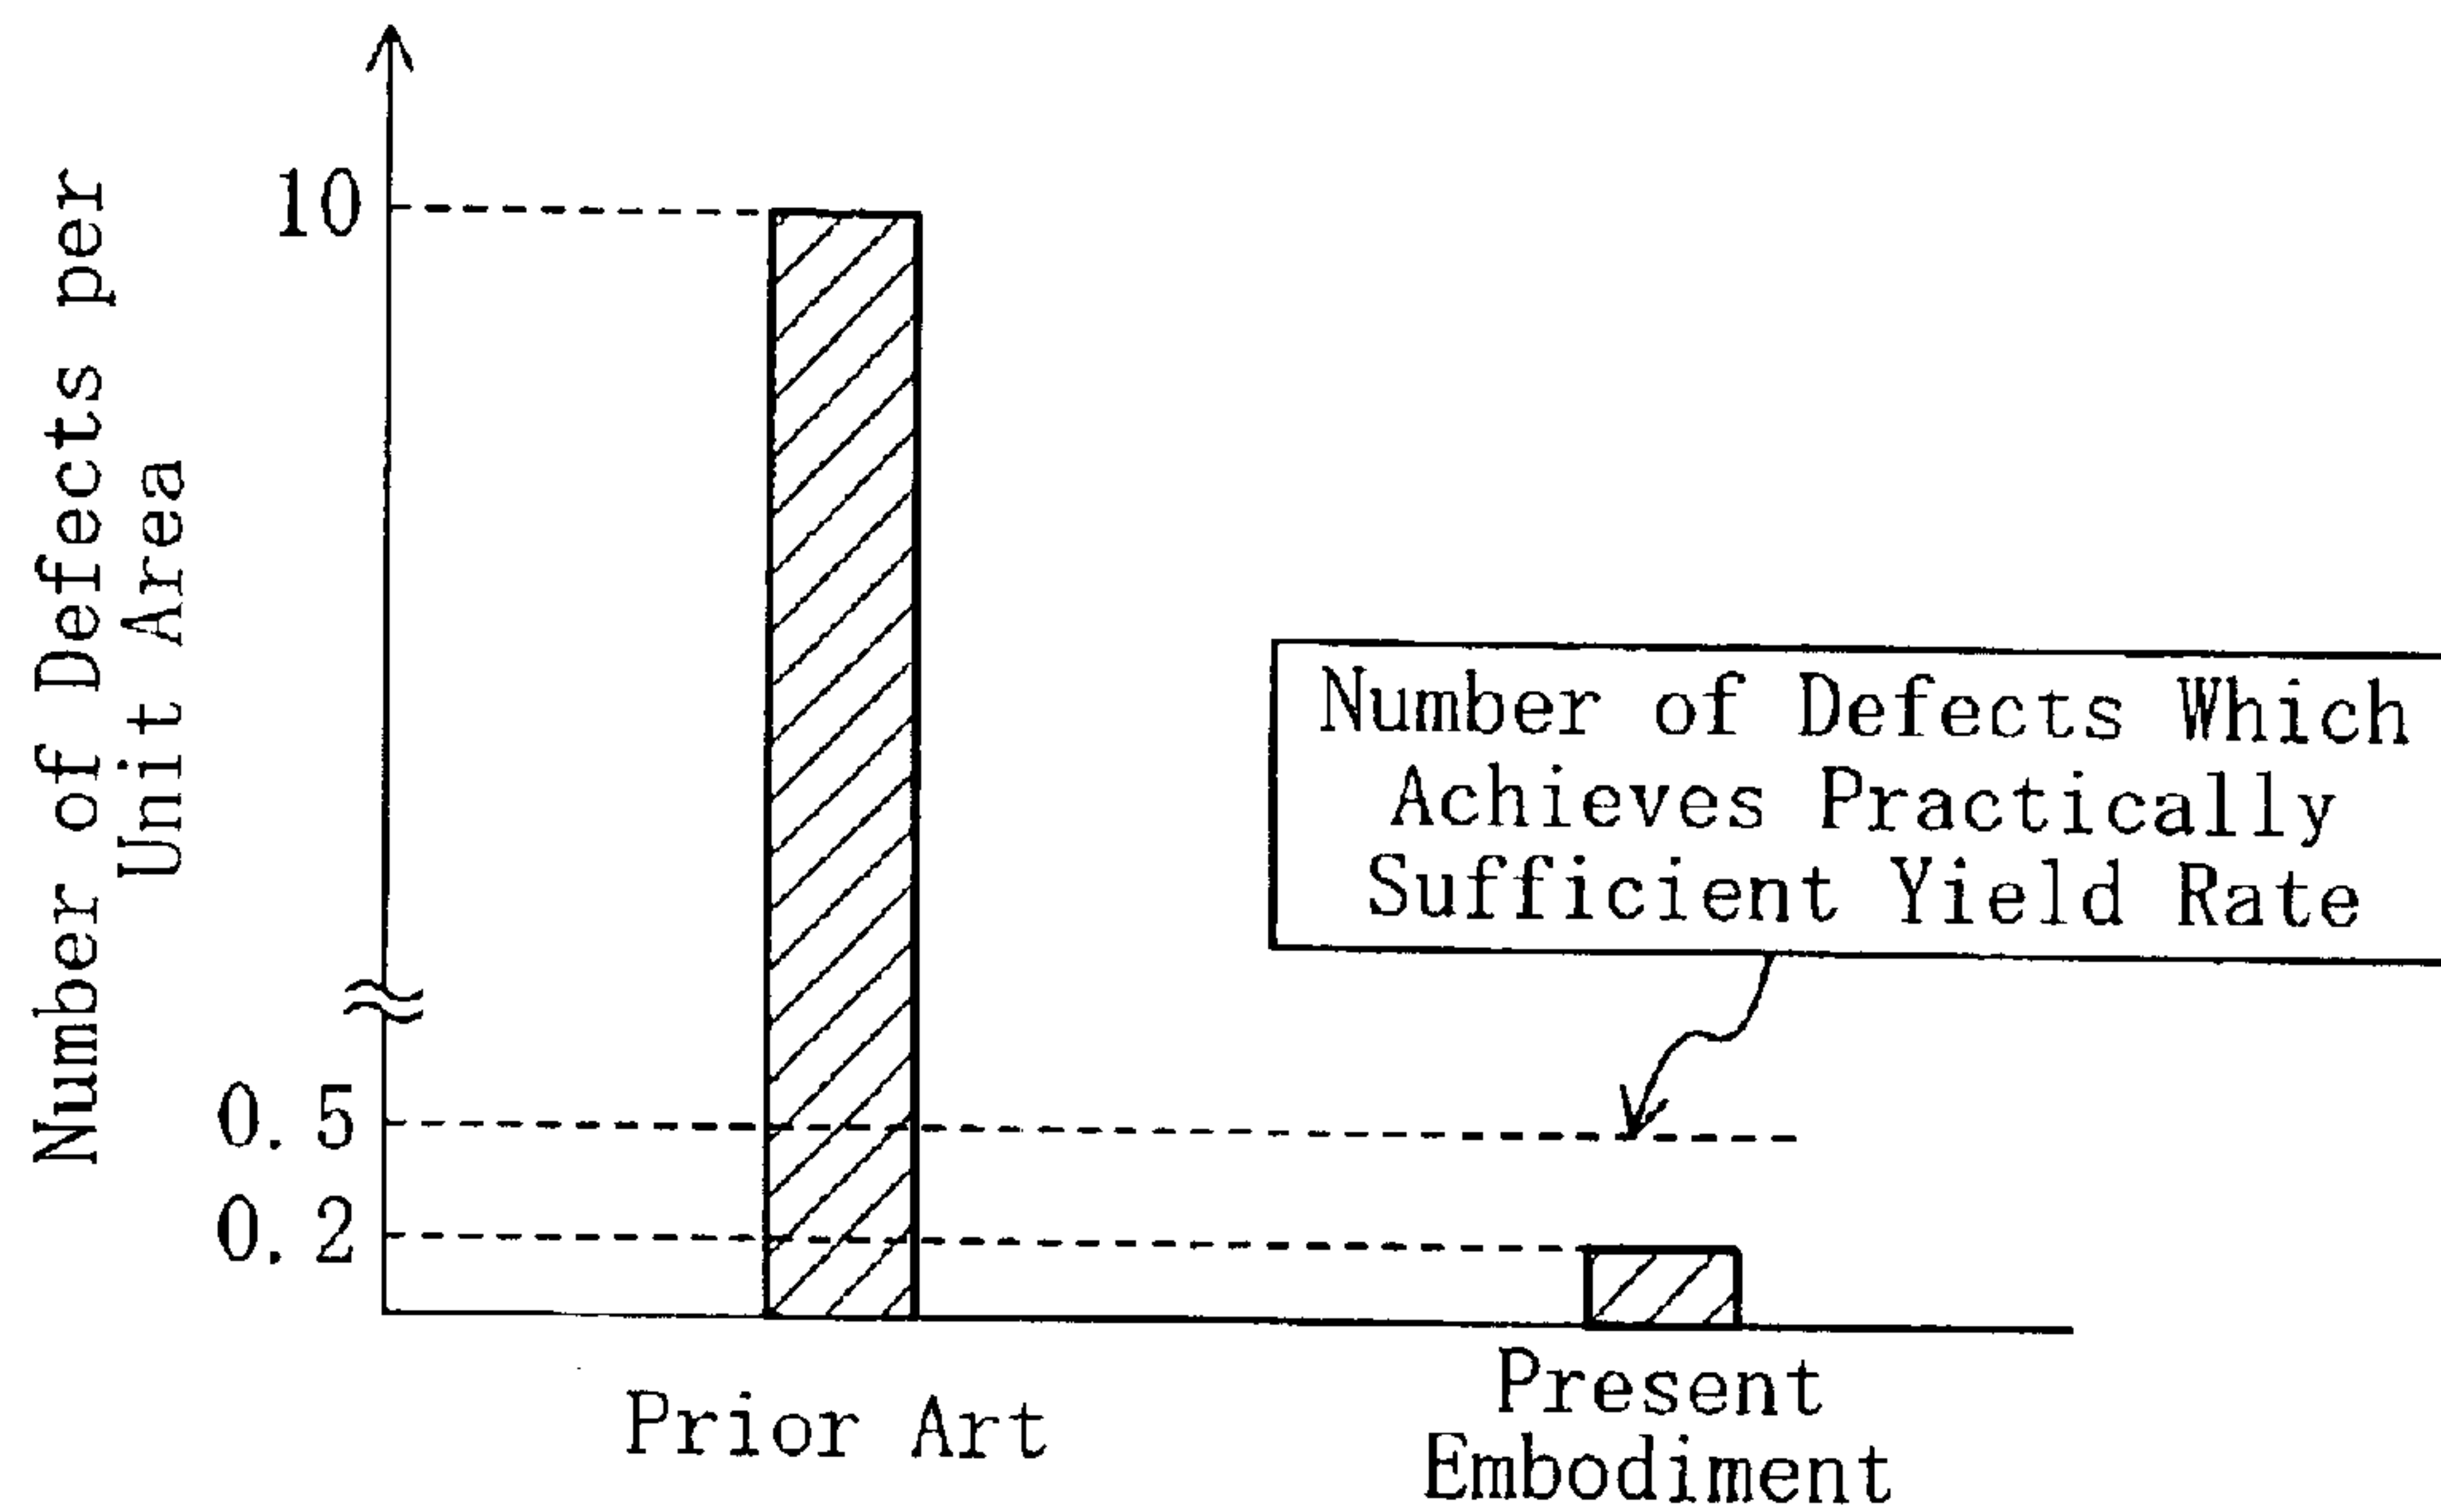 Number of Defects per
Unit Area
10
0.5
0.2
Number of Defects Which
Achieves Practically
Sufficient Yield Rate
Prior Art
Present
Embodiment